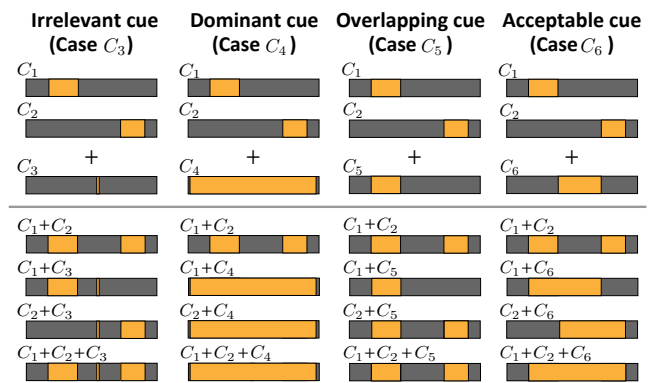 Irrelevant cue Dominant cue Overlapping cue Acceptable cue
(Case C₃) (Case C₄) (Case C₅) (Case C₆)
C₁ C₁ C₁ C₁
C₂ C₂ C₂ C₂
+ + + +
C₃ C₄ C₅ C₆
C₁+C₂ C₁+C₂ C₁+C₂ C₁+C₂
C₁+C₃ C₁+C₄ C₁+C₅ C₁+C₆
C₂+C₃ C₂+C₄ C₂+C₅ C₂+C₆
C₁+C₂+C₃ C₁+C₂+C₄ C₁+C₂+C₅ C₁+C₂+C₆